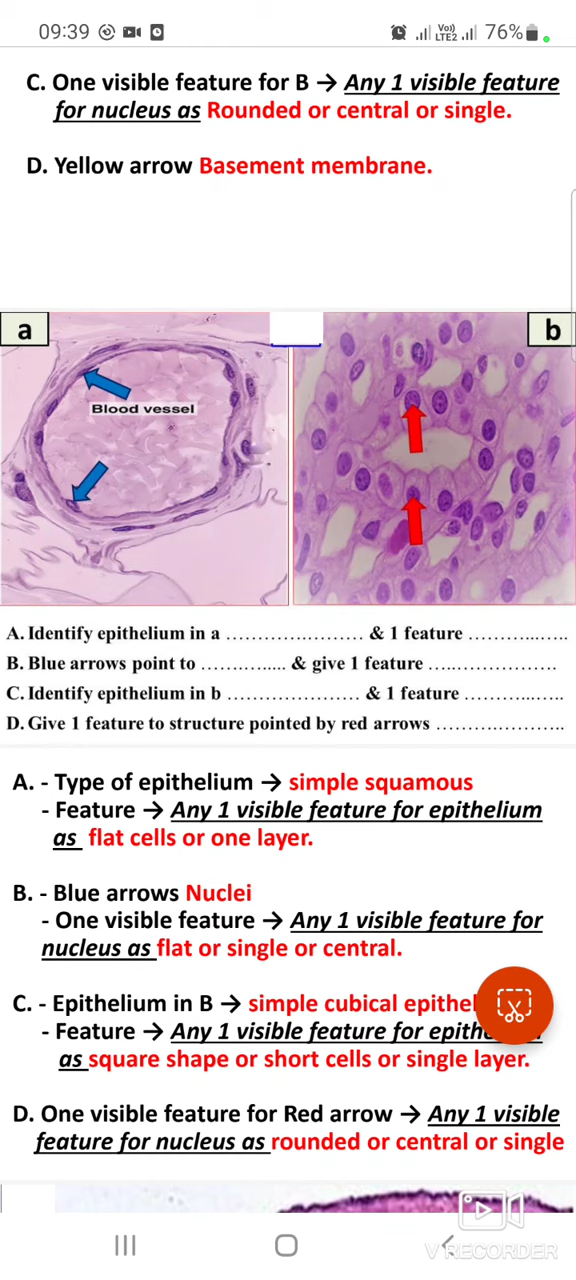 09:39 Vo)) LTE2 76%
C. One visible feature for B → Any 1 visible feature
for nucleus as Rounded or central or single.
D. Yellow arrow Basement membrane.
a b
Blood vessel
A. Identify epithelium in a ……………………… & 1 feature ………………
B. Blue arrows point to ……………… & give 1 feature …………………
C. Identify epithelium in b ……………………… & 1 feature ………………
D. Give 1 feature to structure pointed by red arrows …………………
A. - Type of epithelium → simple squamous
- Feature → Any 1 visible feature for epithelium
as flat cells or one layer.
B. - Blue arrows Nuclei
- One visible feature → Any 1 visible feature for
nucleus as flat or single or central.
C. - Epithelium in B → simple cubical
- Feature → Any 1 visible feature for
as square shape or short cells or single layer.
D. One visible feature for Red arrow → Any 1 visible
feature for nucleus as rounded or central or single
V RECORDER